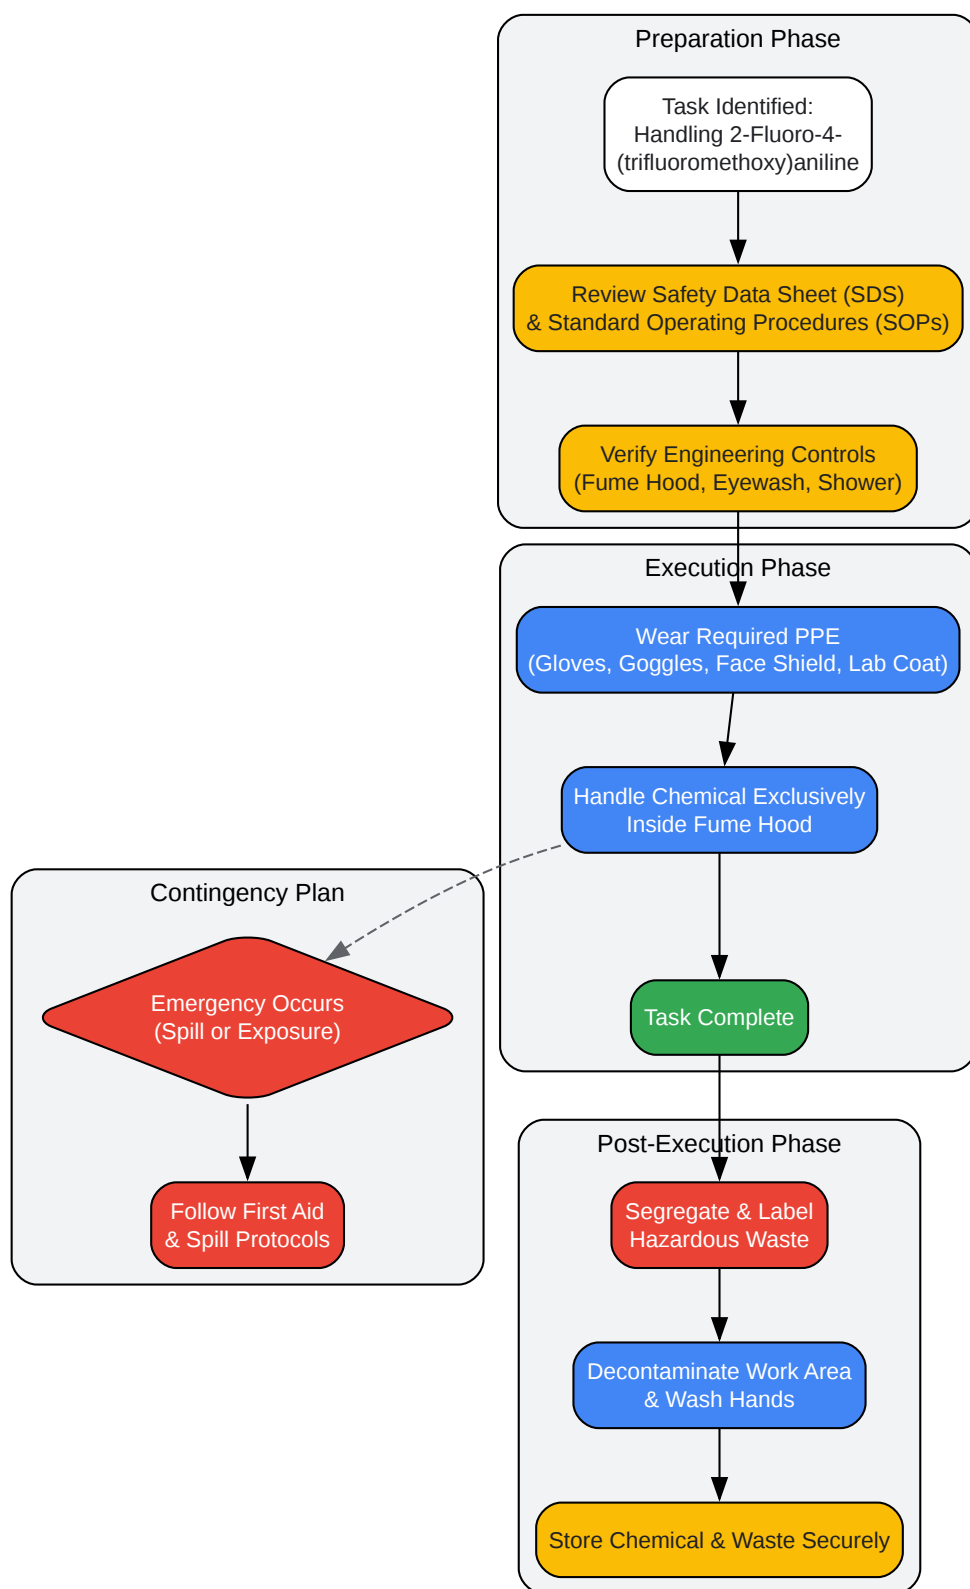 Preparation Phase
Task Identified:
Handling 2-Fluoro-4-
(trifluoromethoxy)aniline
Review Safety Data Sheet (SDS)
& Standard Operating Procedures (SOPs)
Verify Engineering Controls
(Fume Hood, Eyewash, Shower)
Execution Phase
Wear Required PPE
(Gloves, Goggles, Face Shield, Lab Coat)
Handle Chemical Exclusively
Inside Fume Hood
Task Complete
Contingency Plan
Emergency Occurs
(Spill or Exposure)
Follow First Aid
& Spill Protocols
Post-Execution Phase
Segregate & Label
Hazardous Waste
Decontaminate Work Area
& Wash Hands
Store Chemical & Waste Securely